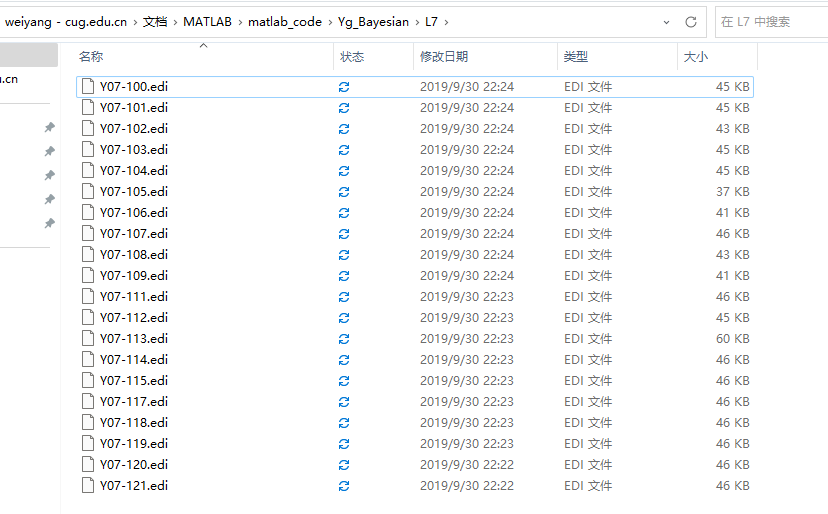 weiyang - cug.edu.cn › 文档 › MATLAB › matlab_code › Yg_Bayesian › L7 ›
在 L7 中搜索
u.cn
名称 状态 修改日期 类型 大小
Y07-100.edi 2019/9/30 22:24 EDI 文件 45 KB
Y07-101.edi 2019/9/30 22:24 EDI 文件 45 KB
Y07-102.edi 2019/9/30 22:24 EDI 文件 43 KB
Y07-103.edi 2019/9/30 22:24 EDI 文件 45 KB
Y07-104.edi 2019/9/30 22:24 EDI 文件 45 KB
Y07-105.edi 2019/9/30 22:24 EDI 文件 37 KB
Y07-106.edi 2019/9/30 22:24 EDI 文件 41 KB
Y07-107.edi 2019/9/30 22:24 EDI 文件 46 KB
Y07-108.edi 2019/9/30 22:24 EDI 文件 43 KB
Y07-109.edi 2019/9/30 22:24 EDI 文件 41 KB
Y07-111.edi 2019/9/30 22:23 EDI 文件 46 KB
Y07-112.edi 2019/9/30 22:23 EDI 文件 45 KB
Y07-113.edi 2019/9/30 22:23 EDI 文件 60 KB
Y07-114.edi 2019/9/30 22:23 EDI 文件 46 KB
Y07-115.edi 2019/9/30 22:23 EDI 文件 46 KB
Y07-117.edi 2019/9/30 22:23 EDI 文件 46 KB
Y07-118.edi 2019/9/30 22:23 EDI 文件 46 KB
Y07-119.edi 2019/9/30 22:23 EDI 文件 46 KB
Y07-120.edi 2019/9/30 22:22 EDI 文件 46 KB
Y07-121.edi 2019/9/30 22:22 EDI 文件 46 KB